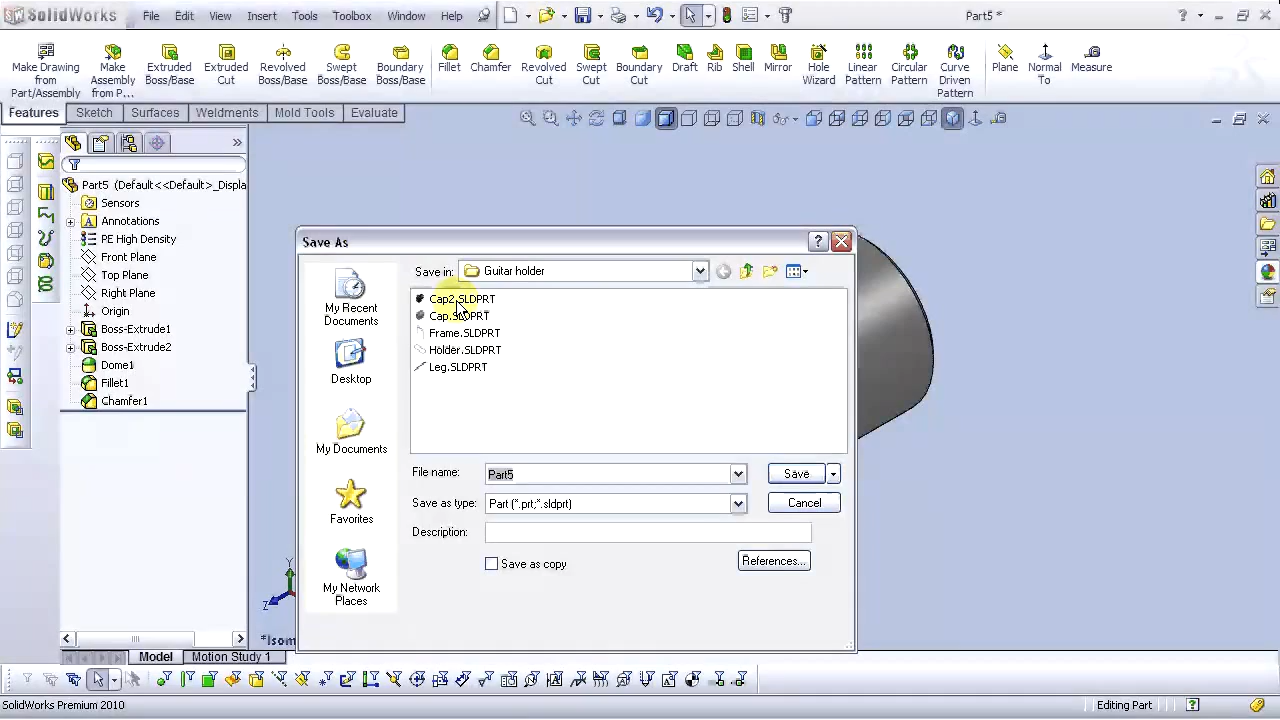 SolidWorks File Edit View Insert Tools Toolbox Window Help Part5 *
Make Drawing from Part/Assembly
Make Assembly from P...
Extruded Boss/Base
Extruded Cut
Revolved Boss/Base
Swept Boss/Base
Boundary Boss/Base
Fillet
Chamfer
Revolved Cut
Swept Cut
Boundary Cut
Draft
Rib
Shell
Mirror
Hole Wizard
Linear Pattern
Circular Pattern
Curve Driven Pattern
Plane
Normal To
Measure
Features Sketch Surfaces Weldments Mold Tools Evaluate
Part5 (Default<<Default>_Displa
Sensors
Annotations
PE High Density
Front Plane
Top Plane
Right Plane
Origin
Boss-Extrude1
Boss-Extrude2
Dome1
Fillet1
Chamfer1
Save As
Save in: Guitar holder
My Recent Documents
Desktop
My Documents
Favorites
My Network Places
Cap2.SLDPRT
Cap.SLDPRT
Frame.SLDPRT
Holder.SLDPRT
Leg.SLDPRT
File name: Part5 Save
Save as type: Part (*.prt;*.sldprt) Cancel
Description:
Save as copy References...
Y
Z
*Isom
Model Motion Study 1
SolidWorks Premium 2010 Editing Part